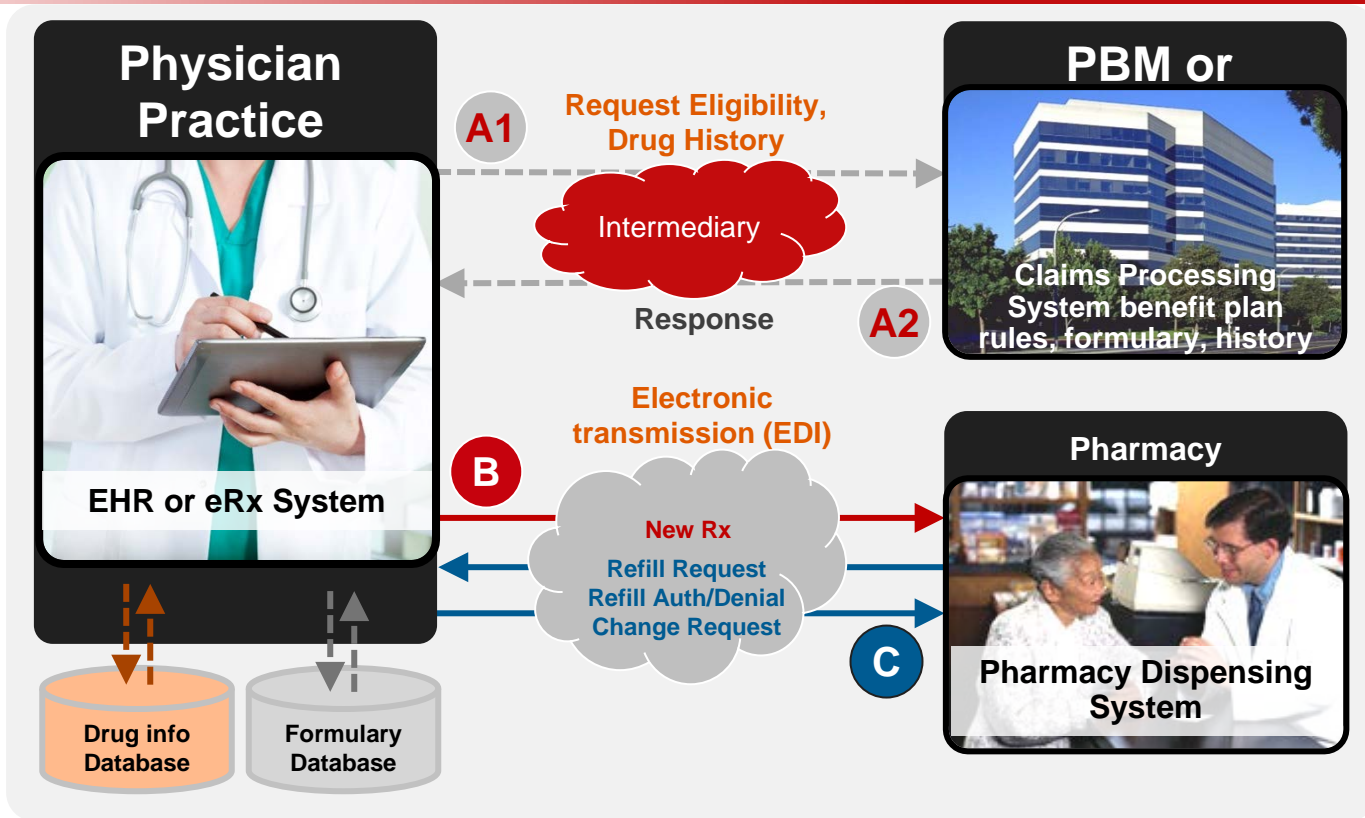 Physician
Practice
A1
Request Eligibility,
Drug History
PBM or
Intermediary
Claims Processing
System benefit plan
rules, formulary, history
Response
A2
Electronic
transmission (EDI)
Pharmacy
B
EHR or eRx System
New Rx
Refill Request
Refill Auth/Denial
Change Request
C
Pharmacy Dispensing
System
Drug info
Database
Formulary
Database